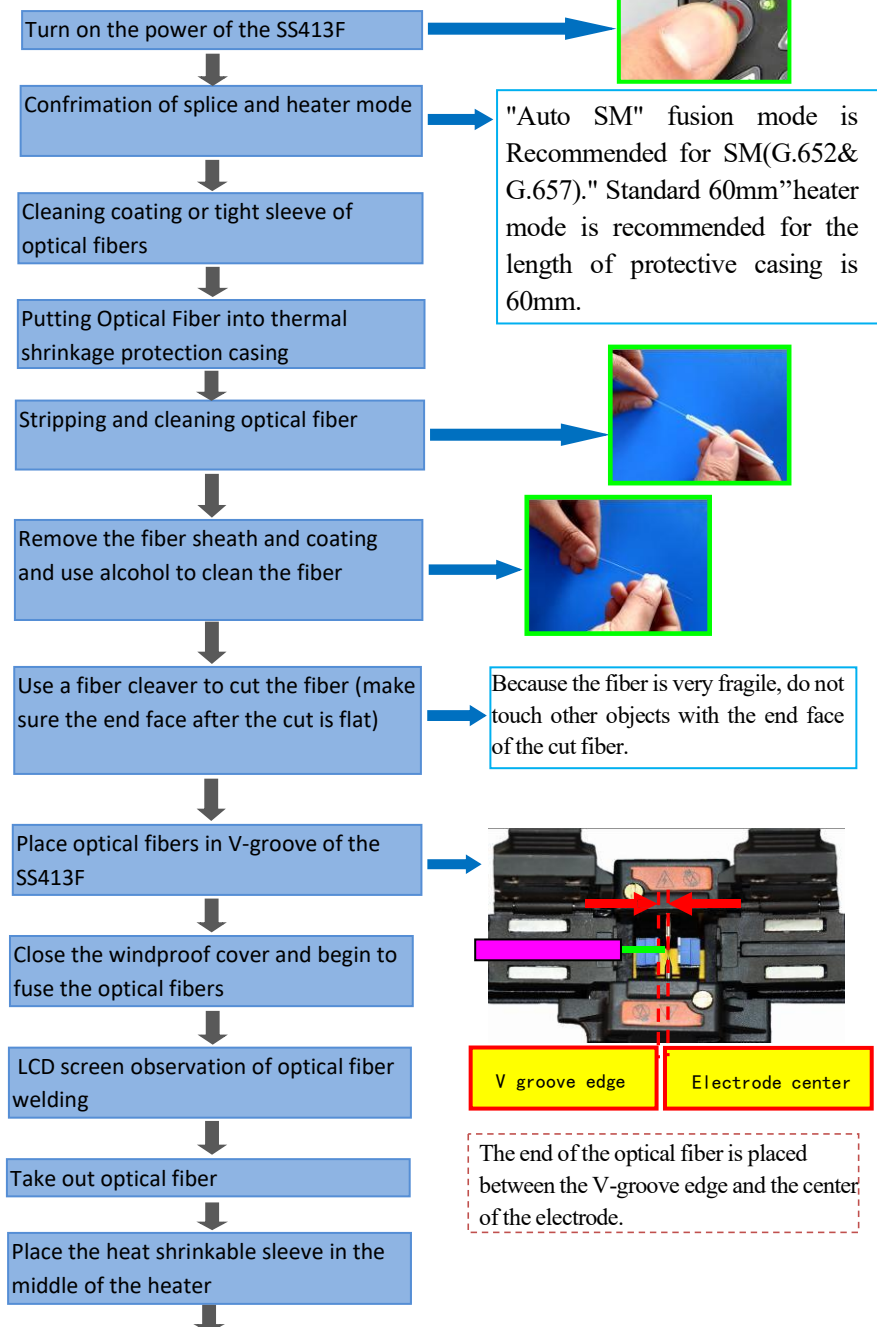 Turn on the power of the SS413F
Confrimation of splice and heater mode
"Auto SM" fusion mode is
Recommended for SM(G.652&
G.657)." Standard 60mm”heater
mode is recommended for the
length of protective casing is
60mm.
Cleaning coating or tight sleeve of
optical fibers
Putting Optical Fiber into thermal
shrinkage protection casing
Stripping and cleaning optical fiber
Remove the fiber sheath and coating
and use alcohol to clean the fiber
Use a fiber cleaver to cut the fiber (make
sure the end face after the cut is flat)
Because the fiber is very fragile, do not
touch other objects with the end face
of the cut fiber.
Place optical fibers in V-groove of the
SS413F
Close the windproof cover and begin to
fuse the optical fibers
LCD screen observation of optical fiber
welding
V groove edge
Electrode center
Take out optical fiber
The end of the optical fiber is placed
between the V-groove edge and the center
of the electrode.
Place the heat shrinkable sleeve in the
middle of the heater